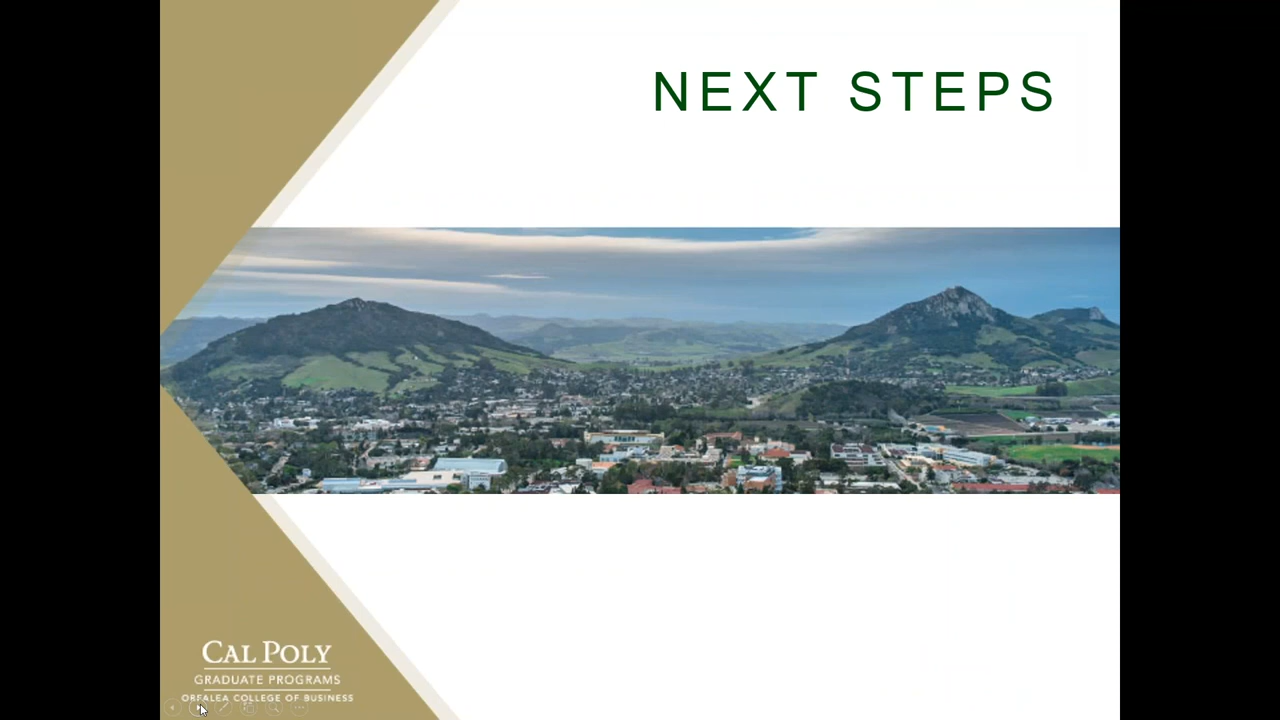 NEXT STEPS
CAL POLY
GRADUATE PROGRAMS
ORFALEA COLLEGE OF BUSINESS